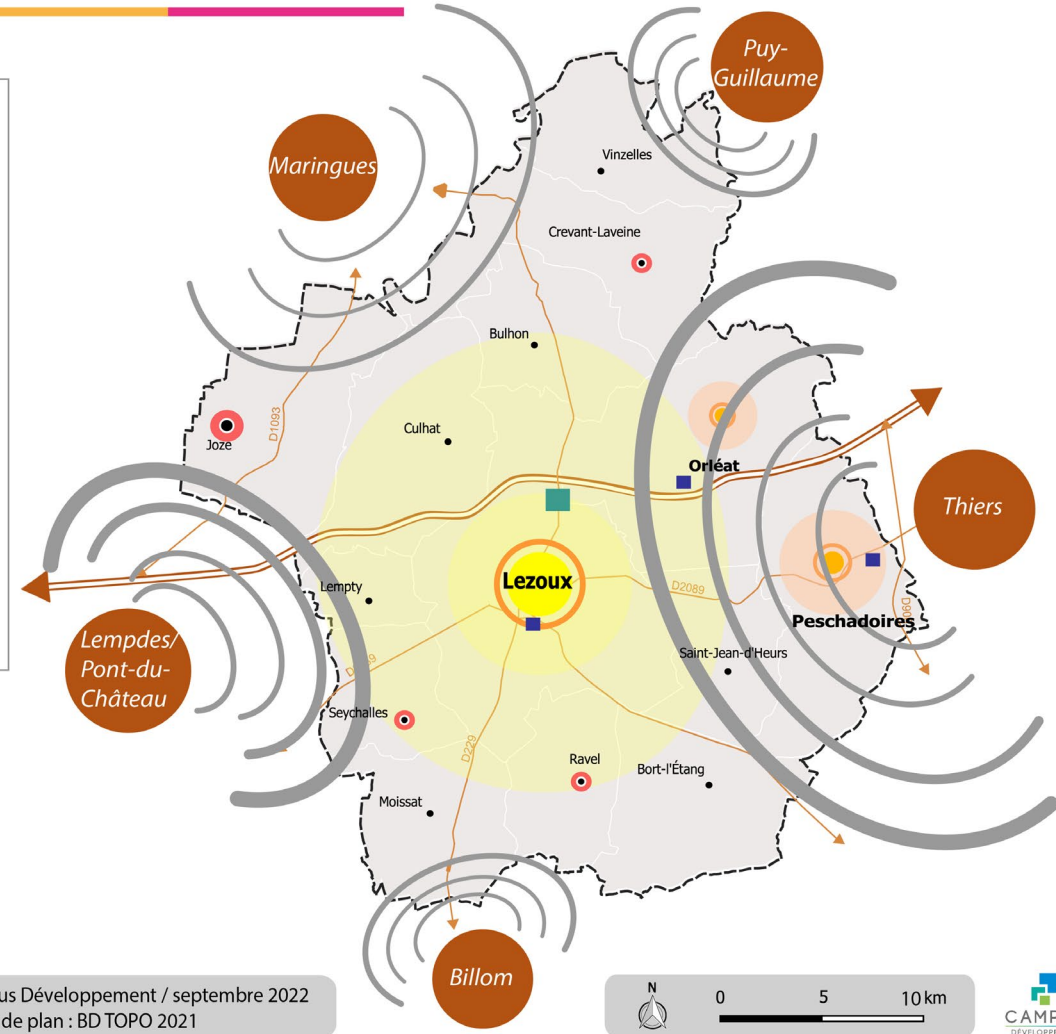 Puy-
Guillaume
Maringues
Vinzelles
Crevant-Laveine
Bulhon
D1093
Culhat
Joze
Orléat
Thiers
Lezoux
Lempty
D2089
Peschadoires
Lempdes/
Pont-du-
Château
Saint-Jean-d'Heurs
Seychalles
D229
Ravel
Bort-l'Étang
Moissat
Billom
Développement / septembre 2022
de plan : BD TOPO 2021
N
0 5 10 km